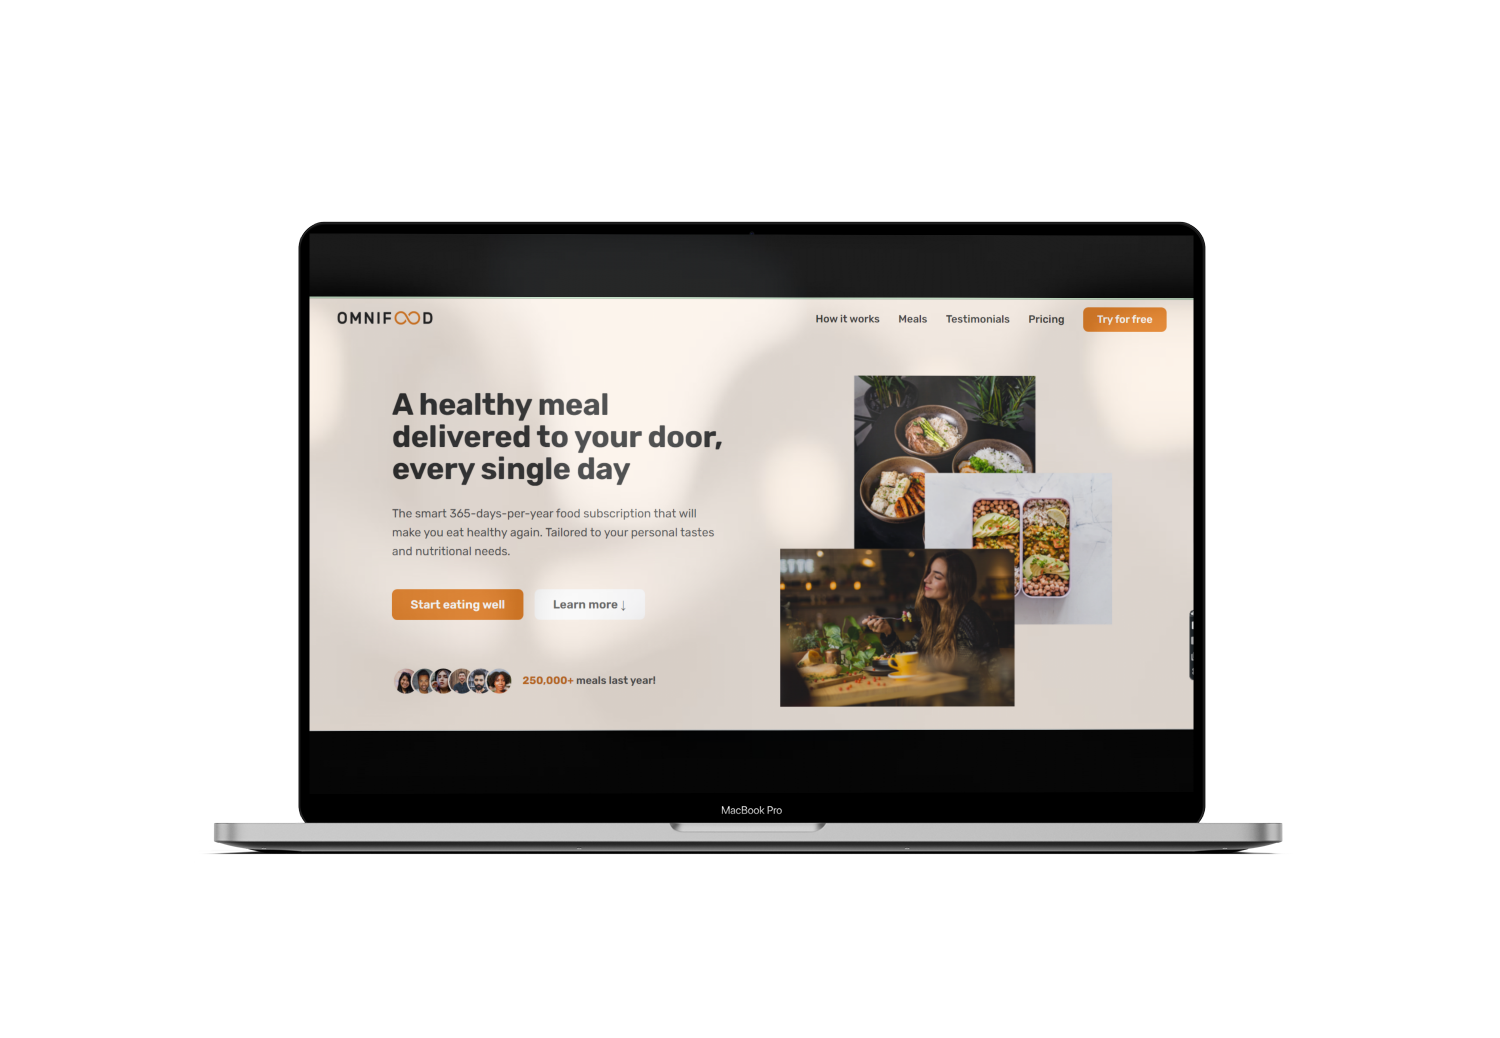 OMNIFOOD
How it works
Meals
Testimonials
Pricing
Try for free
A healthy meal
delivered to your door,
every single day
The smart 365-days-per-year food subscription that will
make you eat healthy again. Tailored to your personal tastes
and nutritional needs.
Start eating well
Learn more ↓
250,000+ meals last year!
MacBook Pro